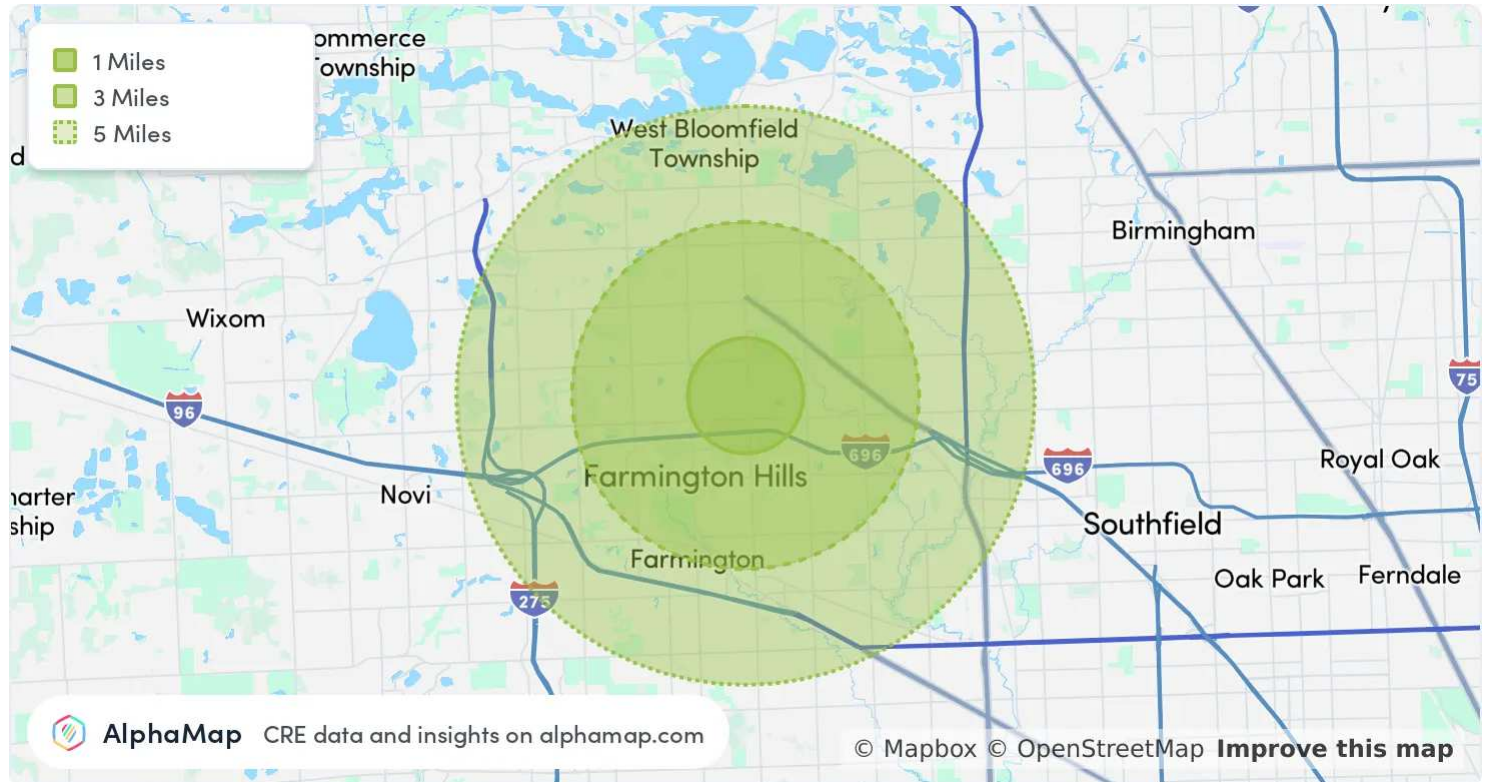 1 Miles
3 Miles
5 Miles
ommerce
ownship
West Bloomfield
Township
Birmingham
Wixom
96
75
696
696
Royal Oak
Farmington Hills
Novi
harter
ship
Southfield
Farmington
Oak Park
Ferndale
275
AlphaMap CRE data and insights on alphamap.com
© Mapbox © OpenStreetMap Improve this map